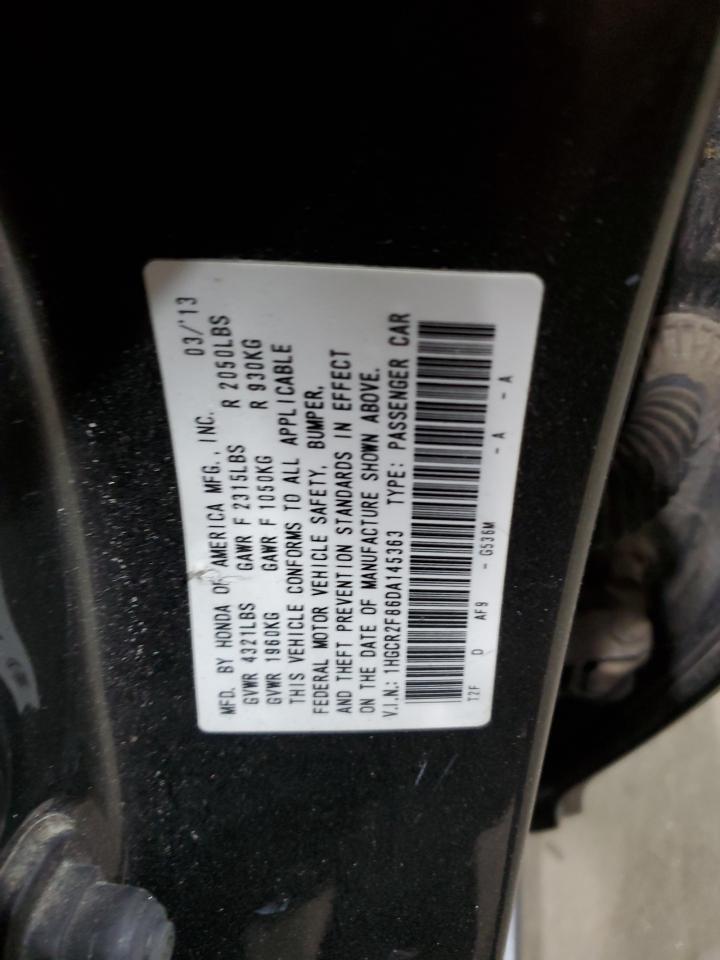 MFD. BY HONDA OF AMERICA MFG., INC. 03/'13
GVWR 4321LBS GAWR F 2315LBS R 2050LBS
GVWR 1960KG GAWR F 1050KG R 930KG
THIS VEHICLE CONFORMS TO ALL APPLICABLE
FEDERAL MOTOR VEHICLE SAFETY, BUMPER,
AND THEFT PREVENTION STANDARDS IN EFFECT
ON THE DATE OF MANUFACTURE SHOWN ABOVE.
V.I.N.: 1HGCR2F86DA145363 TYPE: PASSENGER CAR
T2F D AF9 - G536M - A - A